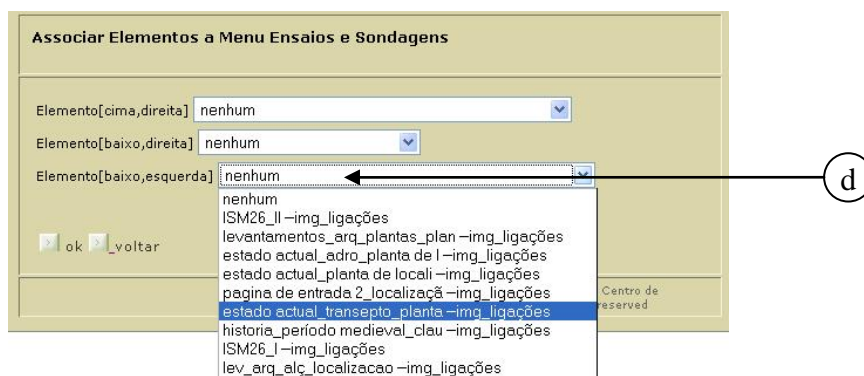 Associar Elementos a Menu Ensaios e Sondagens
Elemento[cima,direita] nenhum
Elemento[baixo,direita] nenhum
Elemento[baixo,esquerda] nenhum
d
nenhum
ISM26_II–img_ligações
levantamentos_arq_plantas_plan–img_ligações
estado actual_adro_planta de l–img_ligações
estado actual_planta de locali–img_ligações
pagina de entrada 2_localizaçã–img_ligações
estado actual_transepto_planta–img_ligações
historia_período medieval_clau–img_ligações
ISM26_I–img_ligações
lev_arq_alç_localizacao–img_ligações
ok _voltar
Centro de
reserved